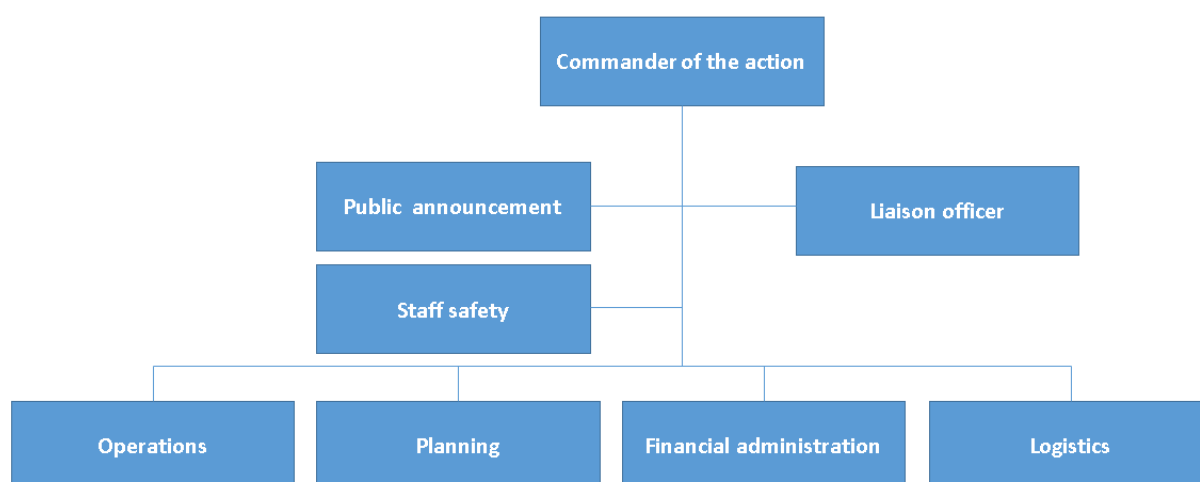 Commander of the action
Public announcement
Liaison officer
Staff safety
Operations
Planning
Financial administration
Logistics